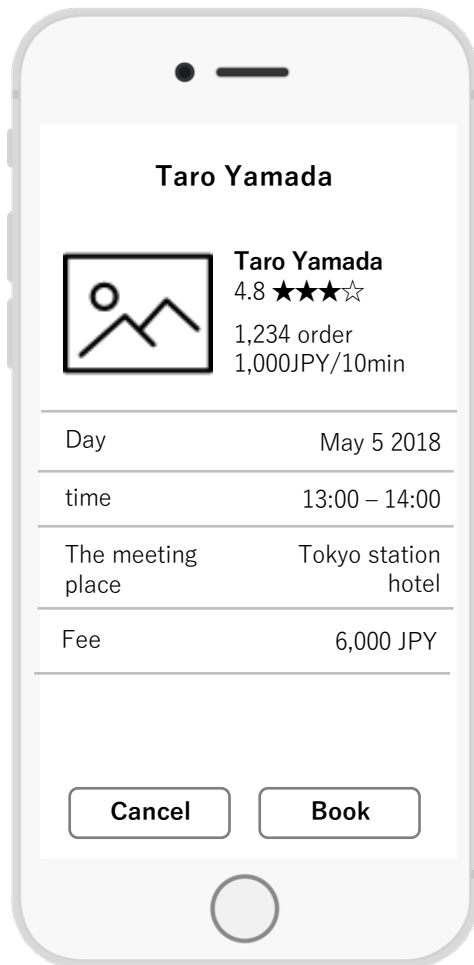 Taro Yamada
Taro Yamada
4.8 ★★★☆
1,234 order
1,000JPY/10min
Day May 5 2018
time 13:00 – 14:00
The meeting place Tokyo station hotel
Fee 6,000 JPY
Cancel Book